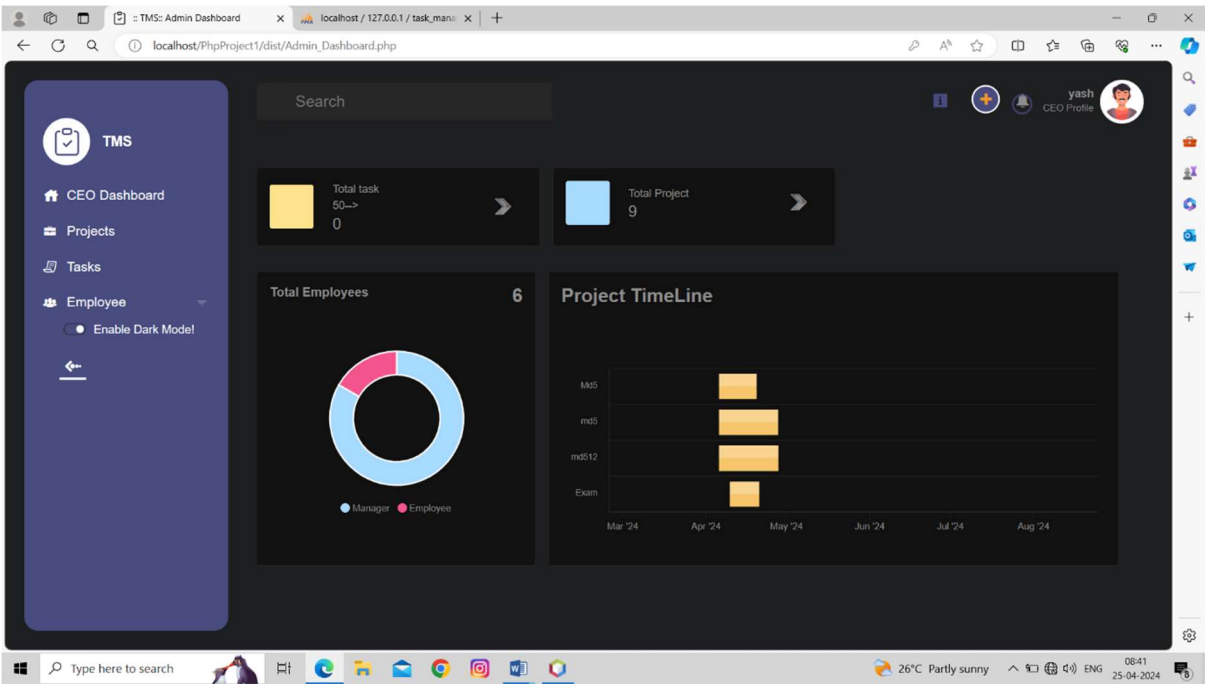 :: TMS:: Admin Dashboard
localhost / 127.0.0.1 / task_mana
localhost/PhpProject1/dist/Admin_Dashboard.php
TMS
CEO Dashboard
Projects
Tasks
Employee
Enable Dark Mode!
Search
yash
CEO Profile
Total task
50-->
0
Total Project
9
Total Employees
6
Manager
Employee
Project TimeLine
Md5
md5
md512
Exam
Mar '24
Apr '24
May '24
Jun '24
Jul '24
Aug '24
Type here to search
26°C Partly sunny
ENG
08:41
25-04-2024
8